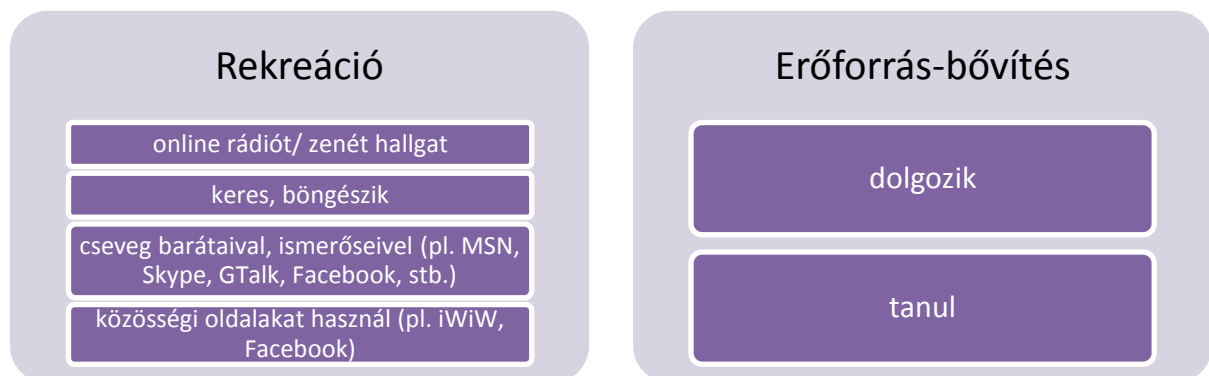 Rekreáció
online rádiót/ zenét hallgat
keres, böngészik
cseveg barátaival, ismerőseivel (pl. MSN,
Skype, GTalk, Facebook, stb.)
közösségi oldalakat használ (pl. iWiW,
Facebook)
Erőforrás-bővítés
dolgozik
tanul